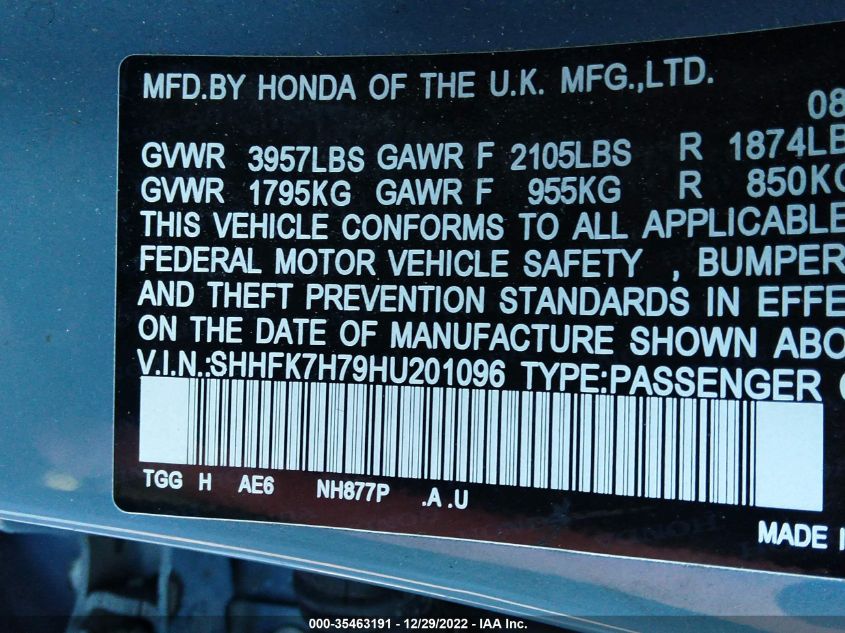 MFD.BY HONDA OF THE U.K. MFG.,LTD.
08
GVWR 3957LBS GAWR F 2105LBS R 1874LB
GVWR 1795KG GAWR F 955KG R 850KG
THIS VEHICLE CONFORMS TO ALL APPLICABLE
FEDERAL MOTOR VEHICLE SAFETY , BUMPER
AND THEFT PREVENTION STANDARDS IN EFFE
ON THE DATE OF MANUFACTURE SHOWN ABO
V.I.N.:SHHFK7H79HU201096 TYPE:PASSENGER
TGG H AE6 NH877P .A .U
MADE I
000-35463191 - 12/29/2022 - IAA Inc.